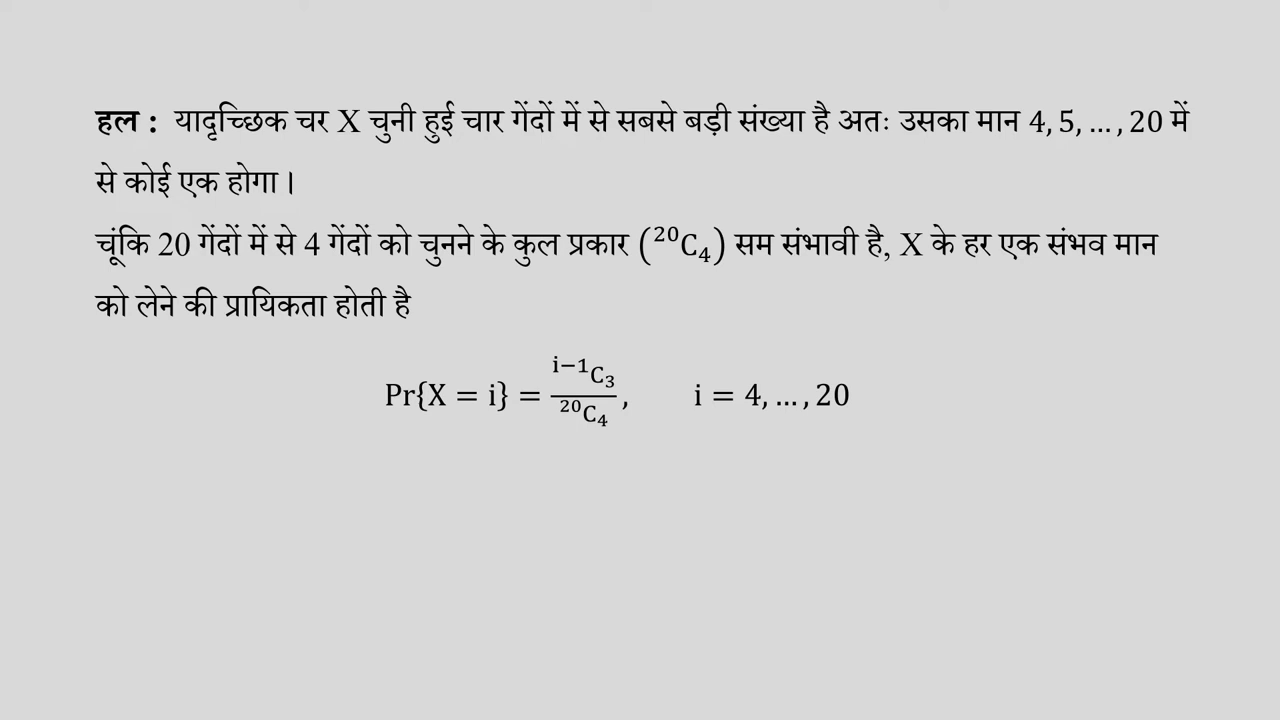 हल : यादृच्छिक चर X चुनी हुई चार गेंदों में से सबसे बड़ी संख्या है अतः उसका मान 4, 5, … , 20 में
से कोई एक होगा।
चूंकि 20 गेंदों में से 4 गेंदों को चुनने के कुल प्रकार (²⁰C₄) सम संभावी है, X के हर एक संभव मान
को लेने की प्रायिकता होती है
Pr{X = i} = ⁱ⁻¹C₃ / ²⁰C₄ , i = 4, … , 20